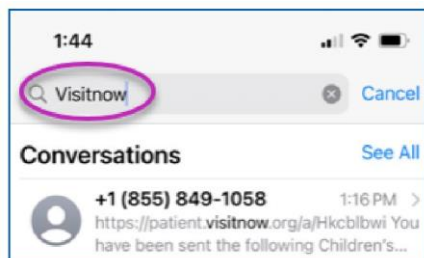 1:44
Visitnow
Cancel
Conversations
See All
+1 (855) 849-1058
1:16 PM
https://patient.visitnow.org/a/Hkcblbwi You
have been sent the following Children's...